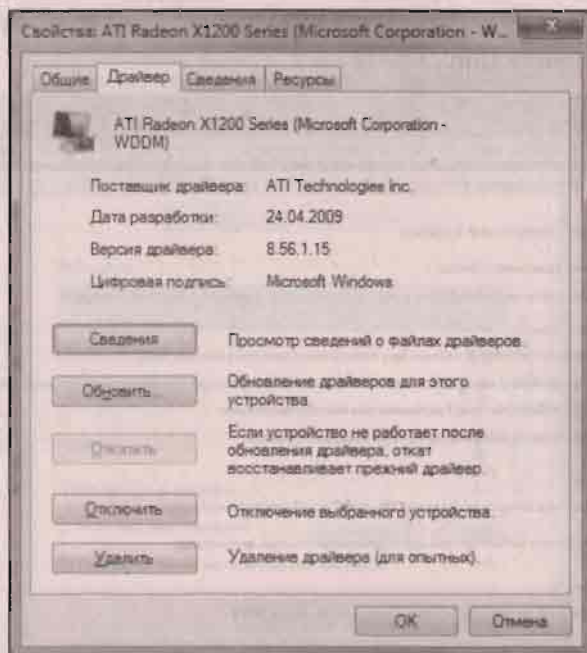 Свойства: ATI Radeon X1200 Series (Microsoft Corporation - W...
Общие Драйвер Сведения Ресурсы
ATI Radeon X1200 Series (Microsoft Corporation -
WDDM)
Поставщик драйвера: ATI Technologies Inc.
Дата разработки: 24.04.2009
Версия драйвера: 8.56.1.15
Цифровая подпись: Microsoft Windows
Сведения Просмотр сведений о файлах драйверов.
Обновить... Обновление драйверов для этого
устройства.
Откатить Если устройство не работает после
обновления драйвера, откат
восстанавливает прежний драйвер.
Отключить Отключение выбранного устройства.
Удалить Удаление драйвера (для опытных).
OK Отмена